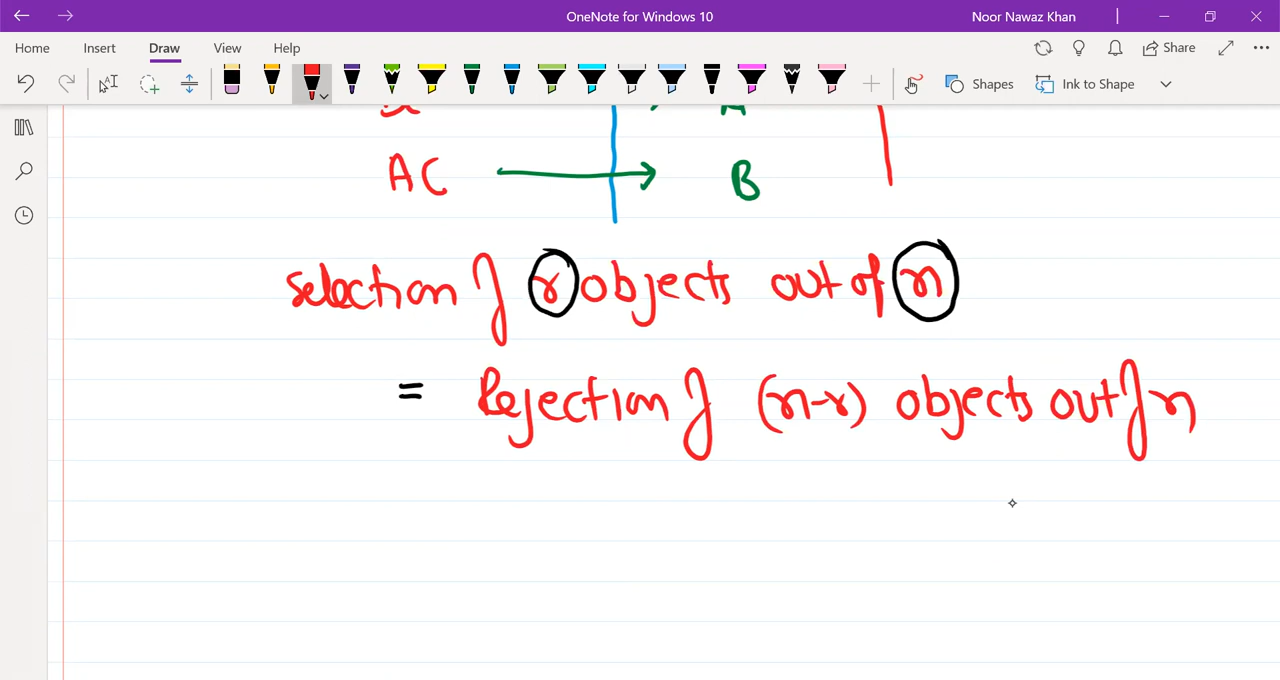 OneNote for Windows 10
Noor Nawaz Khan
Home Insert Draw View Help
Share
Shapes
Ink to Shape
A
AC → B
selection of r objects out of n
= Rejection of (n-r) objects out of n